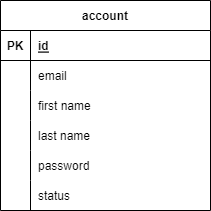 account
PK id
email
first name
last name
password
status